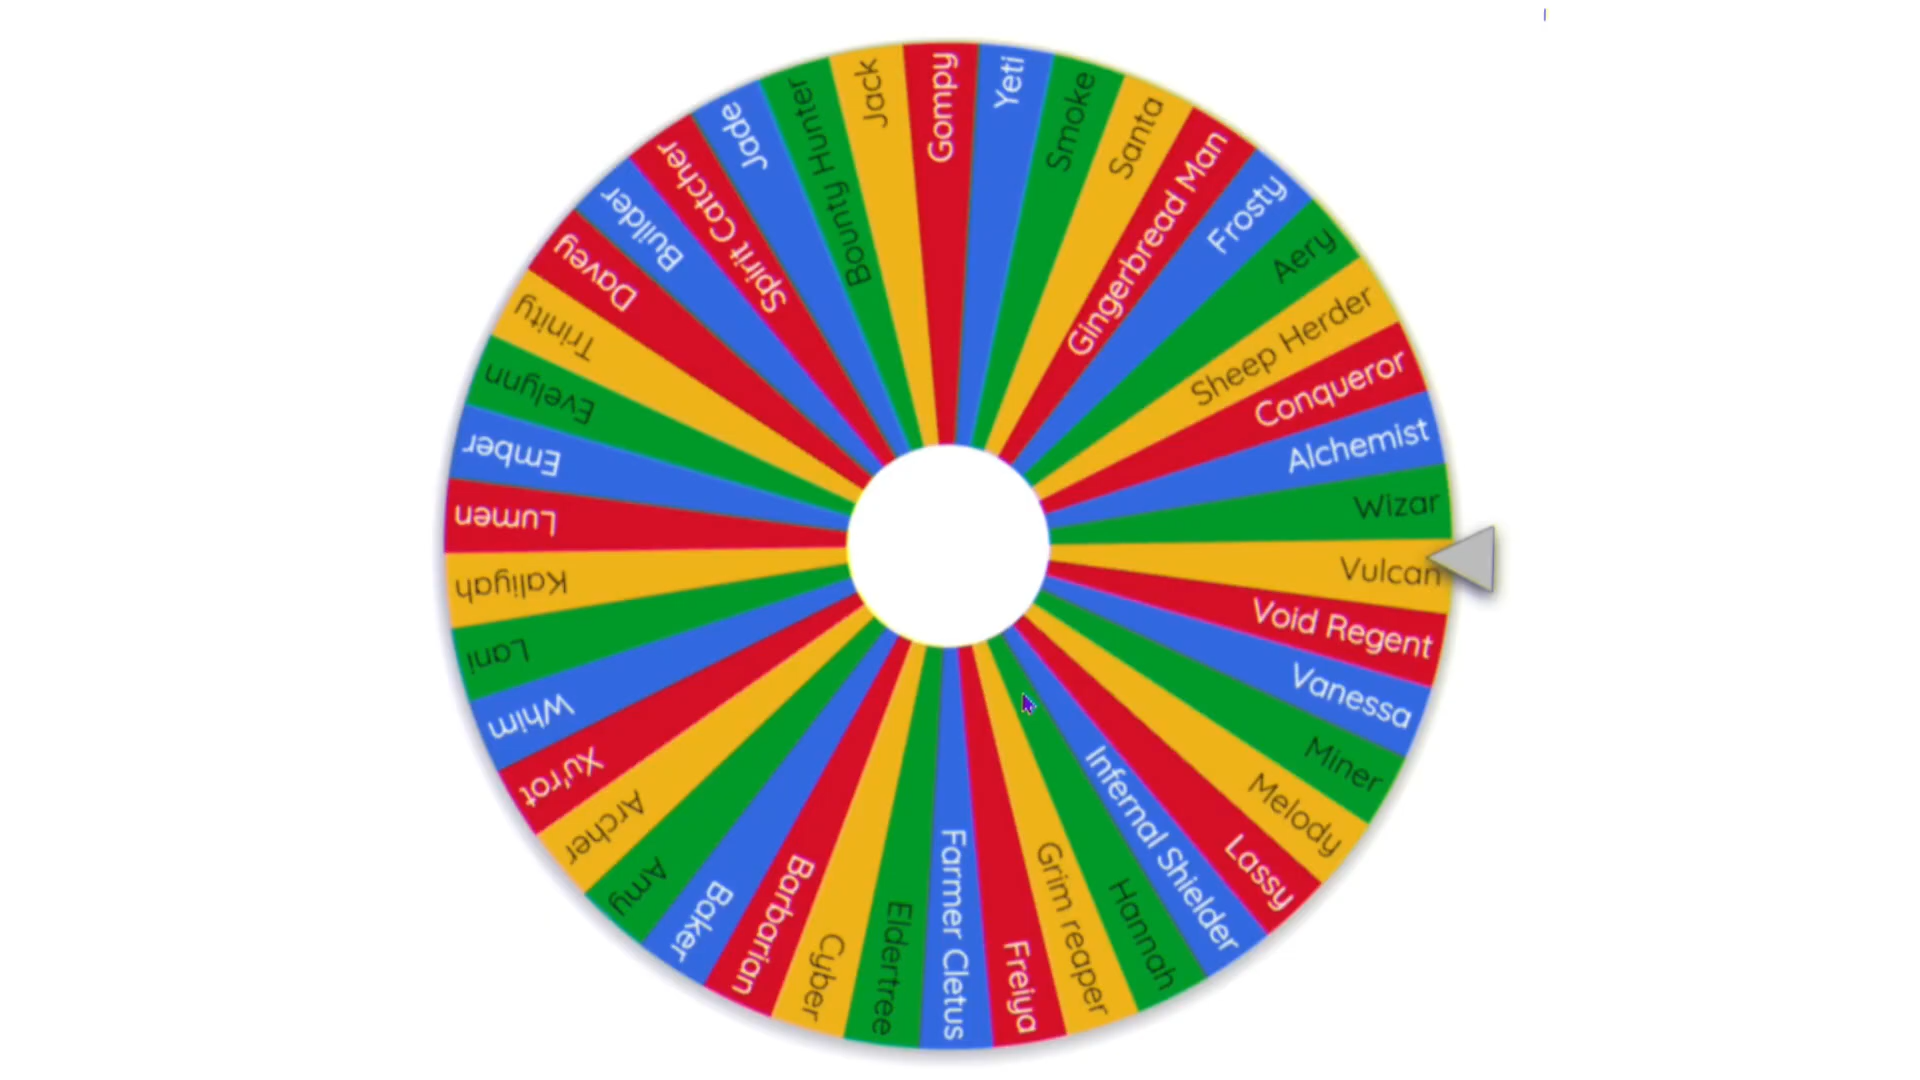 Gompy
Yeti
Smoke
Santa
Gingerbread Man
Frosty
Aery
Sheep Herder
Conqueror
Alchemist
Wizar
Vulcan
Void Regent
Vanessa
Miner
Melody
Lassy
Infernal Shielder
Hannah
Grim reaper
Freiya
Farmer Cletus
Eldertree
Cyber
Barbarian
Baker
Amy
Archer
Xu'rot
Whim
Lani
Kaliyah
Lumen
Ember
Evelynn
Trinity
Davey
Builder
Spirit Catcher
Jade
Bounty Hunter
Jack